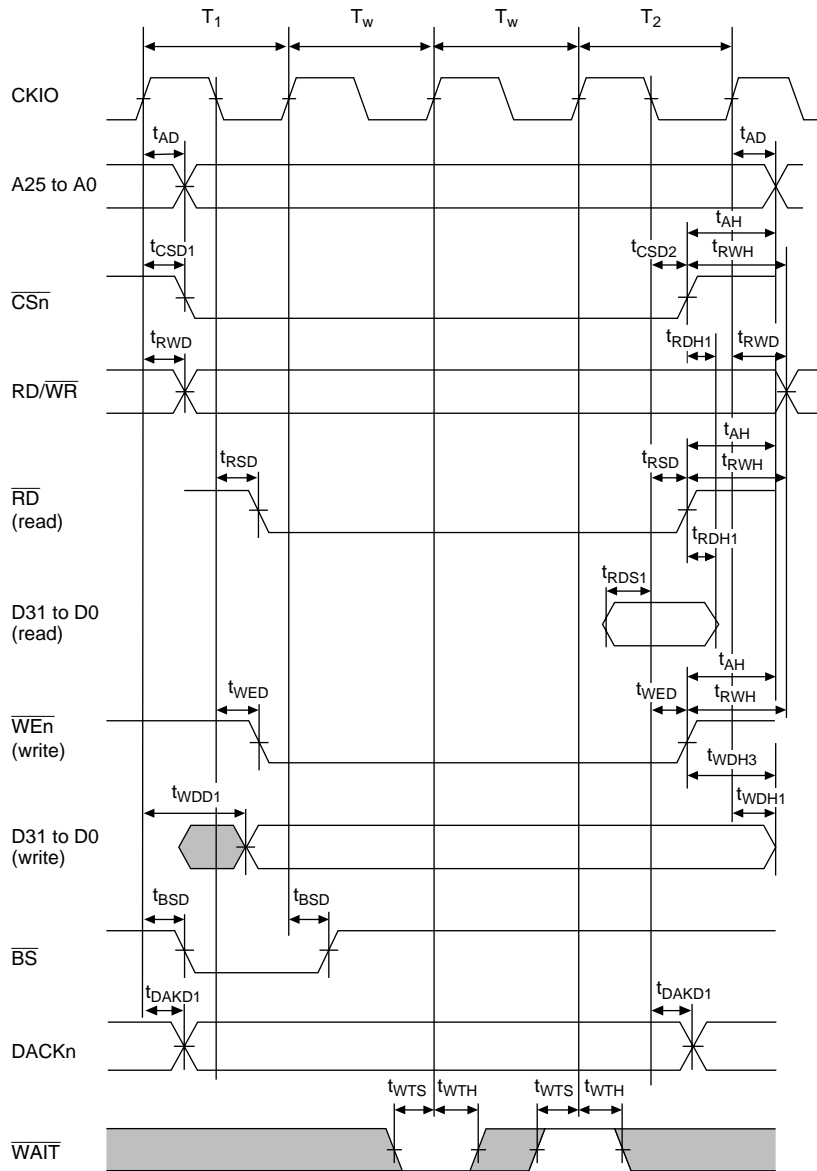 T1 Tw Tw T2
CKIO
tAD tAD
A25 to A0
tAH
tCSD1 tCSD2 tRWH
CSn
tRDH1
tRWD tRWD
RD/WR
tAH
tRSD tRSD tRWH
RD
(read)
tRDH1
tRDS1
D31 to D0
(read)
tAH
tWED tWED tRWH
WEn
(write)
tWDH3
tWDD1 tWDH1
D31 to D0
(write)
tBSD tBSD
BS
tDAKD1 tDAKD1
DACKn
tWTS tWTH tWTS tWTH
WAIT